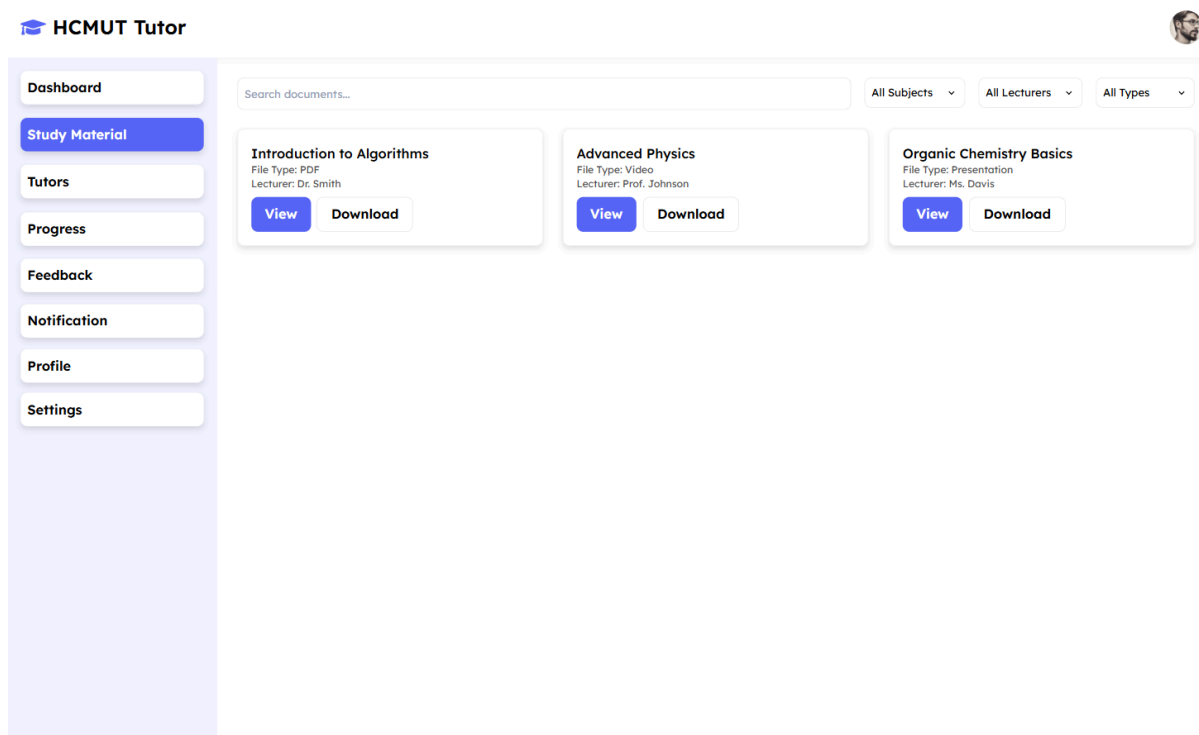 HCMUT Tutor
Dashboard
Study Material
Tutors
Progress
Feedback
Notification
Profile
Settings
Search documents...
All Subjects
All Lecturers
All Types
Introduction to Algorithms
File Type: PDF
Lecturer: Dr. Smith
View
Download
Advanced Physics
File Type: Video
Lecturer: Prof. Johnson
View
Download
Organic Chemistry Basics
File Type: Presentation
Lecturer: Ms. Davis
View
Download